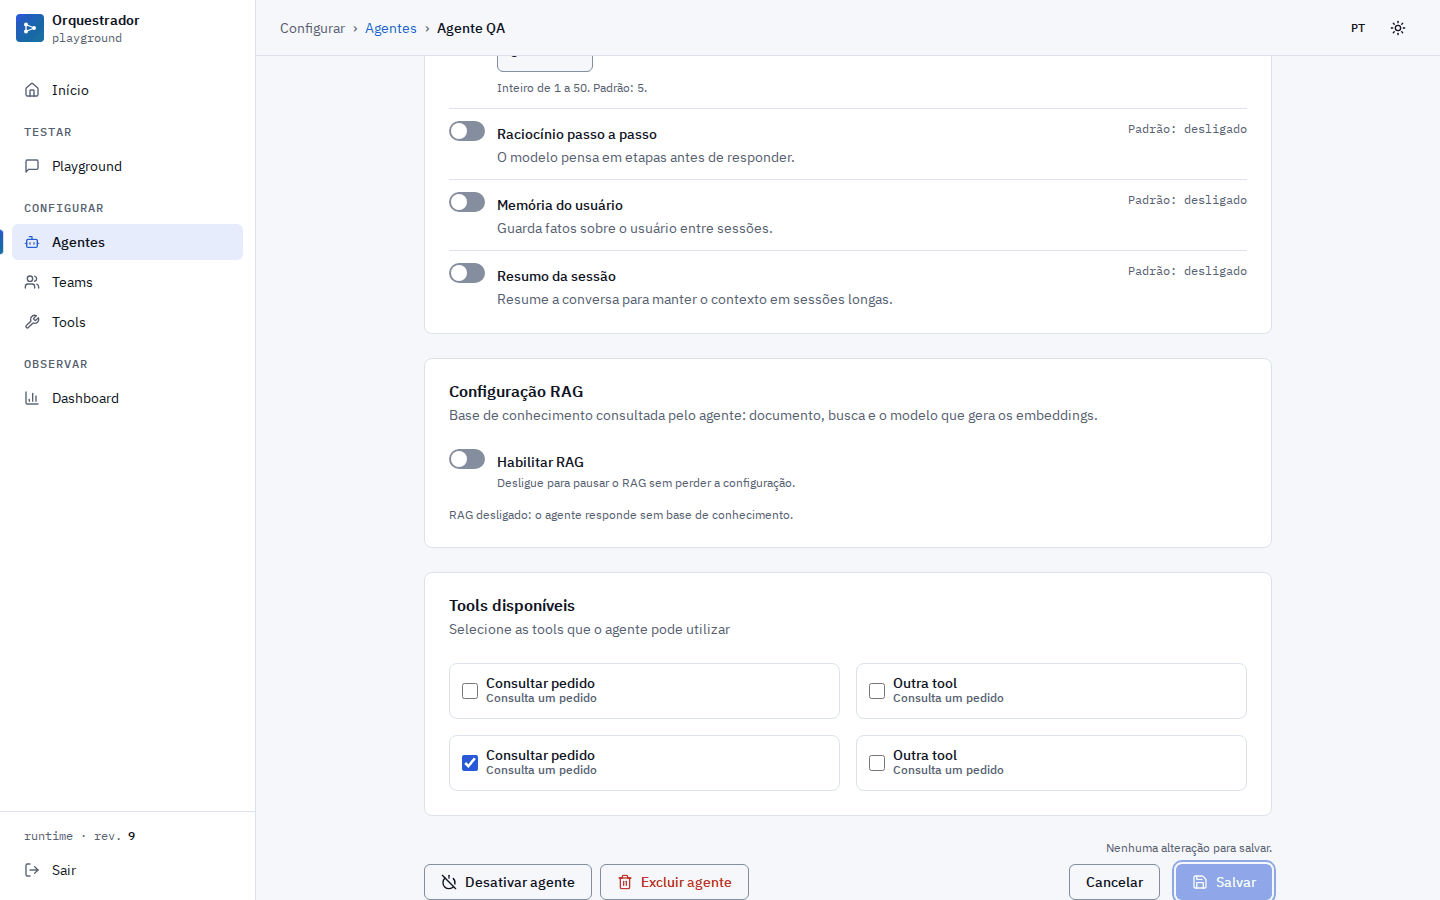 Orquestrador
playground
Início
TESTAR
Playground
CONFIGURAR
Agentes
Teams
Tools
OBSERVAR
Dashboard
runtime · rev. 9
Sair
Configurar › Agentes › Agente QA
PT
Inteiro de 1 a 50. Padrão: 5.
Raciocínio passo a passo
Padrão: desligado
O modelo pensa em etapas antes de responder.
Memória do usuário
Padrão: desligado
Guarda fatos sobre o usuário entre sessões.
Resumo da sessão
Padrão: desligado
Resume a conversa para manter o contexto em sessões longas.
Configuração RAG
Base de conhecimento consultada pelo agente: documento, busca e o modelo que gera os embeddings.
Habilitar RAG
Desligue para pausar o RAG sem perder a configuração.
RAG desligado: o agente responde sem base de conhecimento.
Tools disponíveis
Selecione as tools que o agente pode utilizar
Consultar pedido
Consulta um pedido
Outra tool
Consulta um pedido
Consultar pedido
Consulta um pedido
Outra tool
Consulta um pedido
Nenhuma alteração para salvar.
Desativar agente
Excluir agente
Cancelar
Salvar